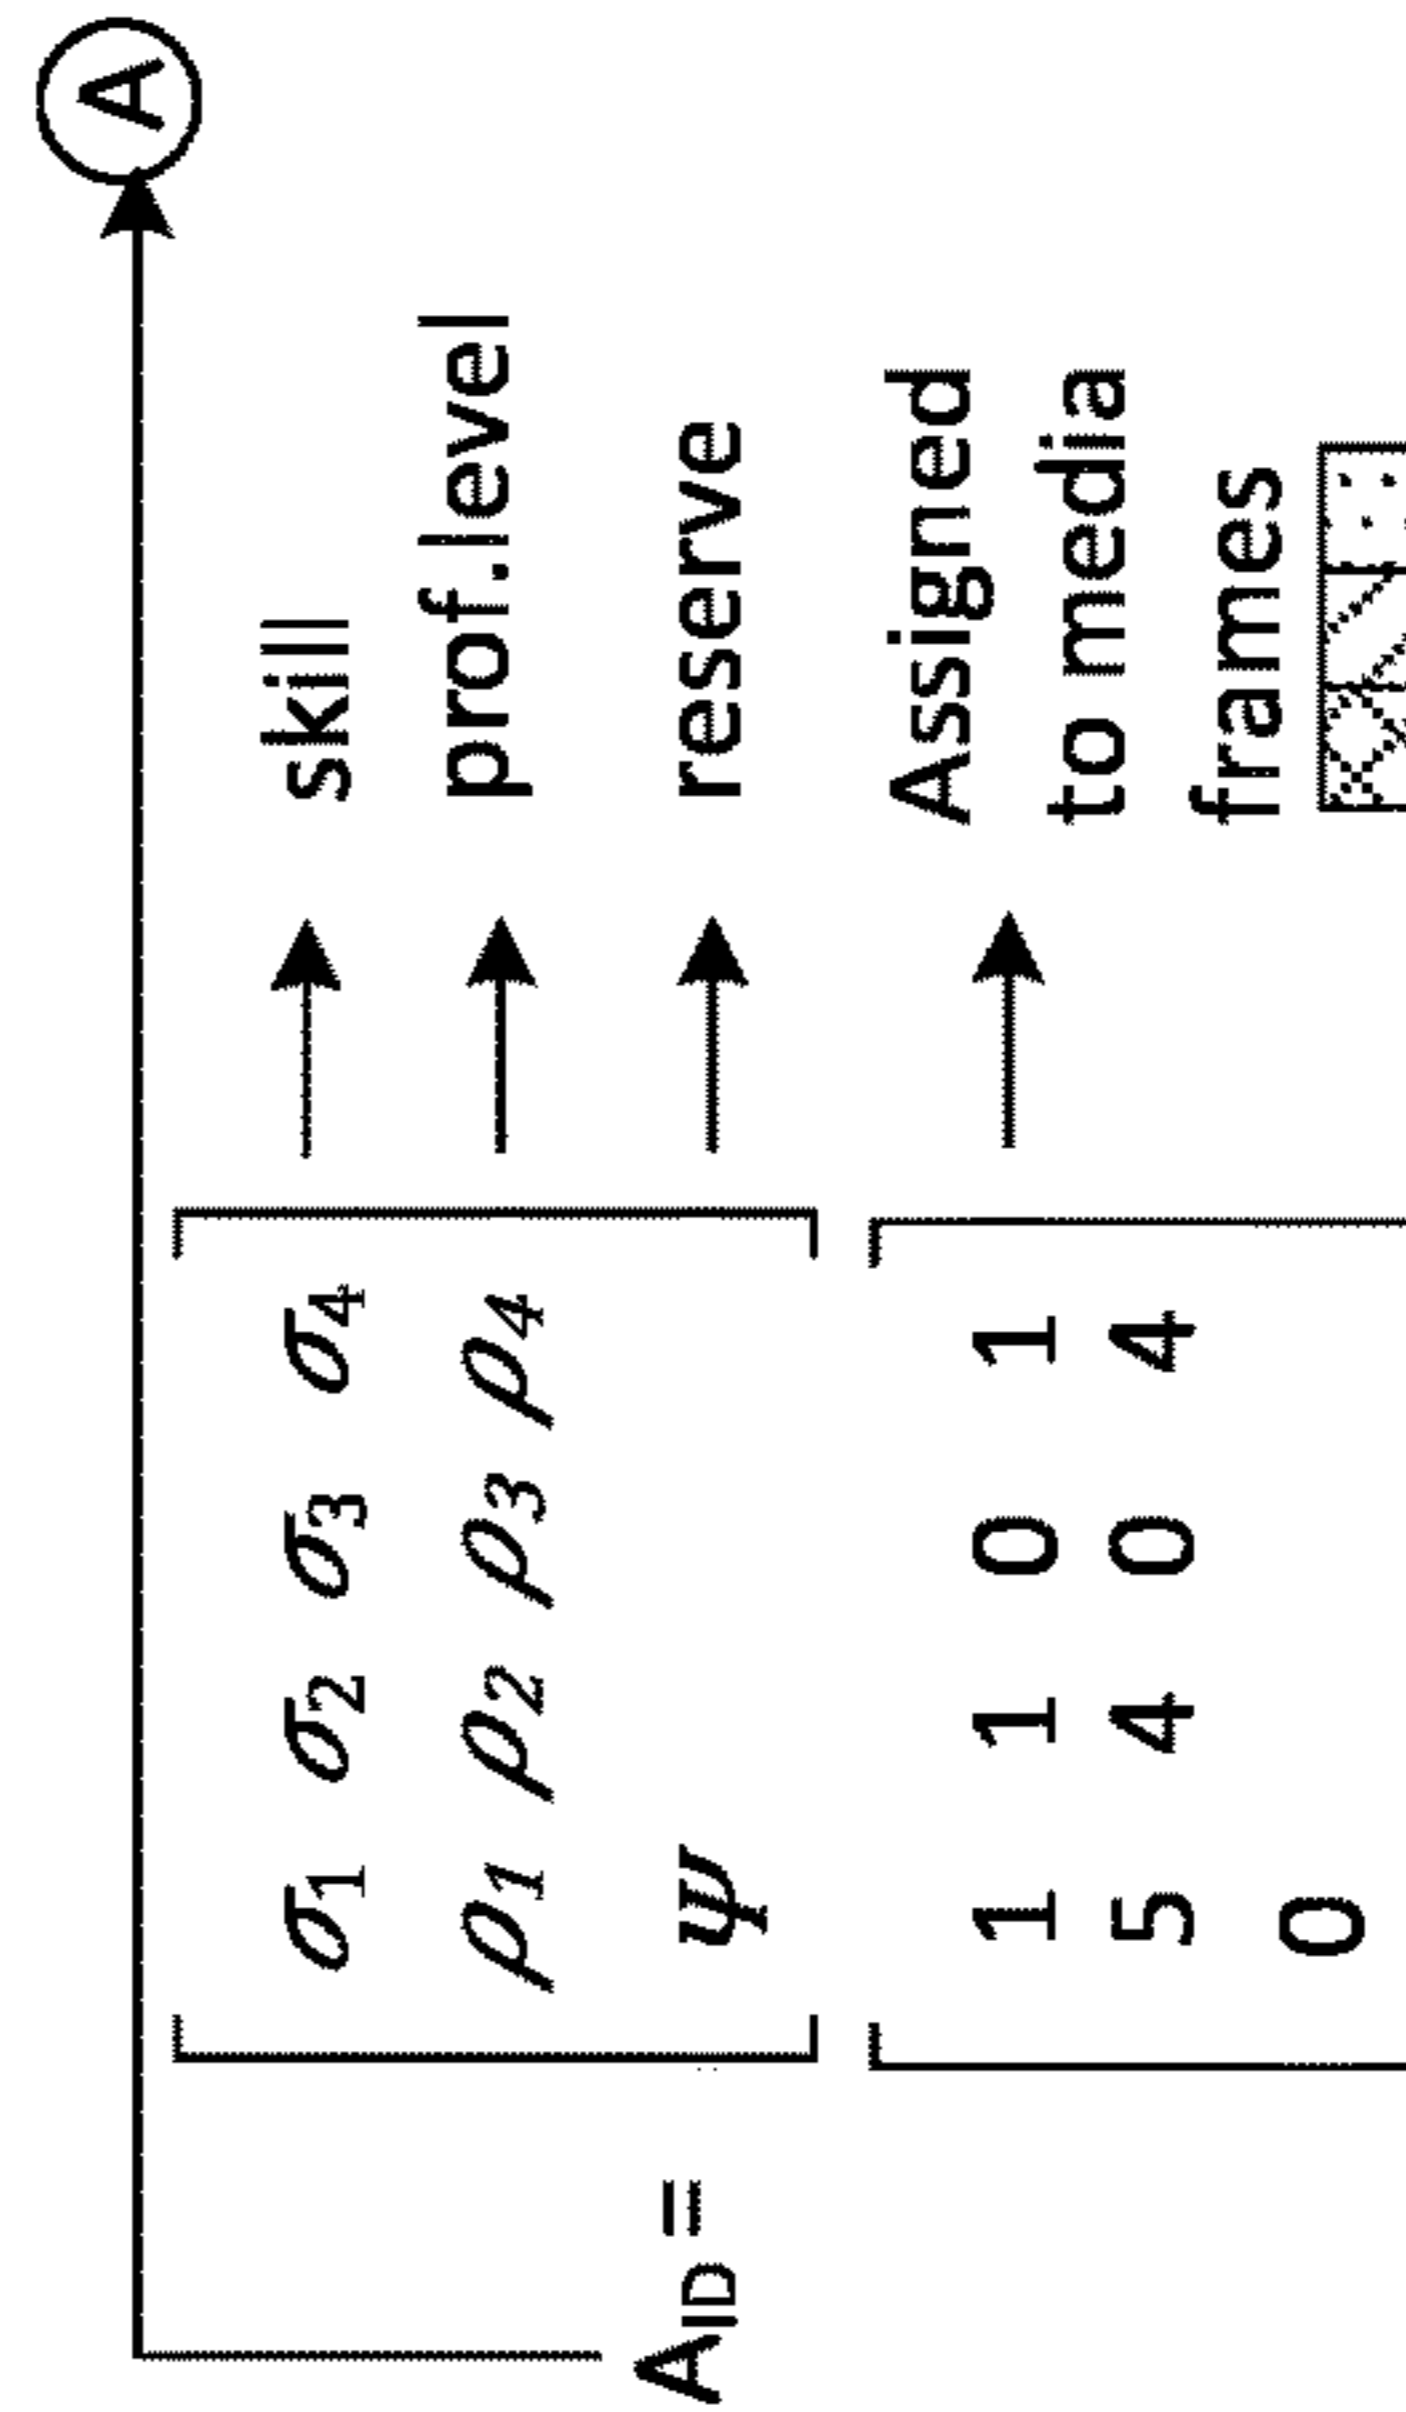 A
σ1 σ2 σ3 σ4 skill
ρ1 ρ2 ρ3 ρ4 prof.level
AID = ψ reserve
1 1 0 1 Assigned
5 4 0 4 to media
0 frames